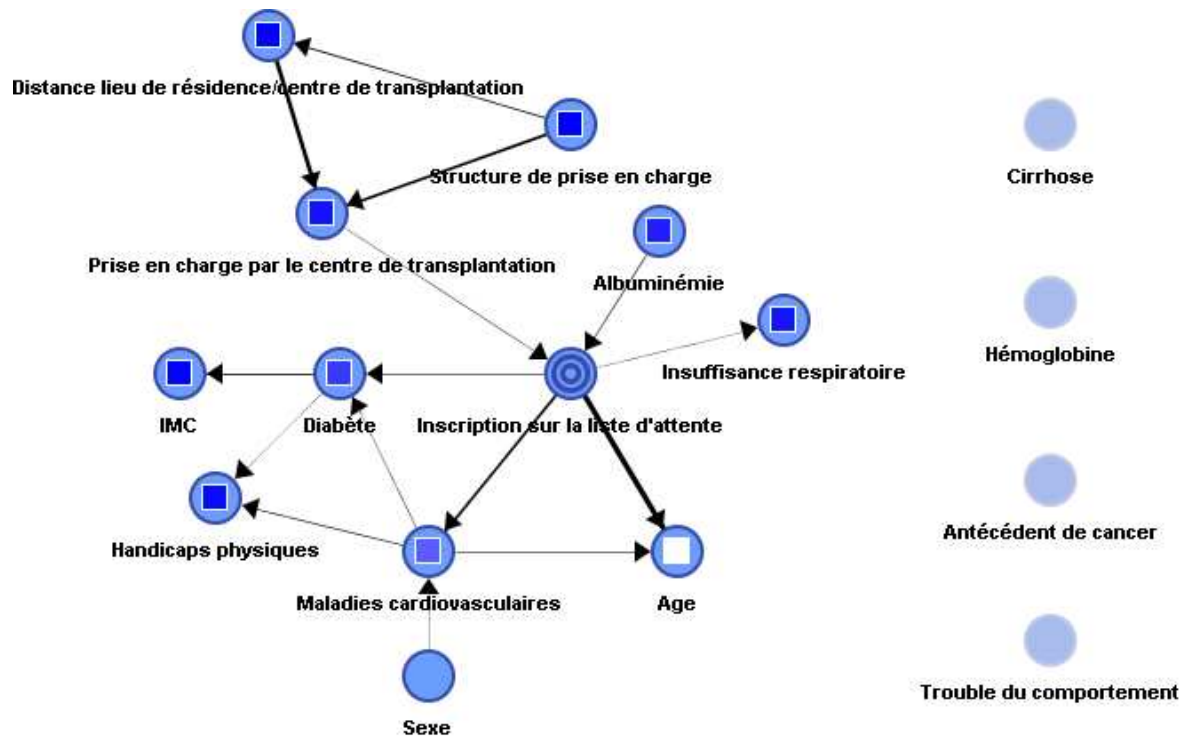 Distance lieu de résidence/centre de transplantation
Structure de prise en charge
Cirrhose
Prise en charge par le centre de transplantation
Albuminémie
Hémoglobine
Insuffisance respiratoire
IMC
Diabète
Inscription sur la liste d'attente
Antécédent de cancer
Handicaps physiques
Maladies cardiovasculaires
Age
Trouble du comportement
Sexe